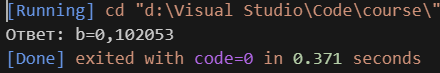 [Running] cd "d:\Visual Studio\Code\course\"
Ответ: b=0,102053
[Done] exited with code=0 in 0.371 seconds